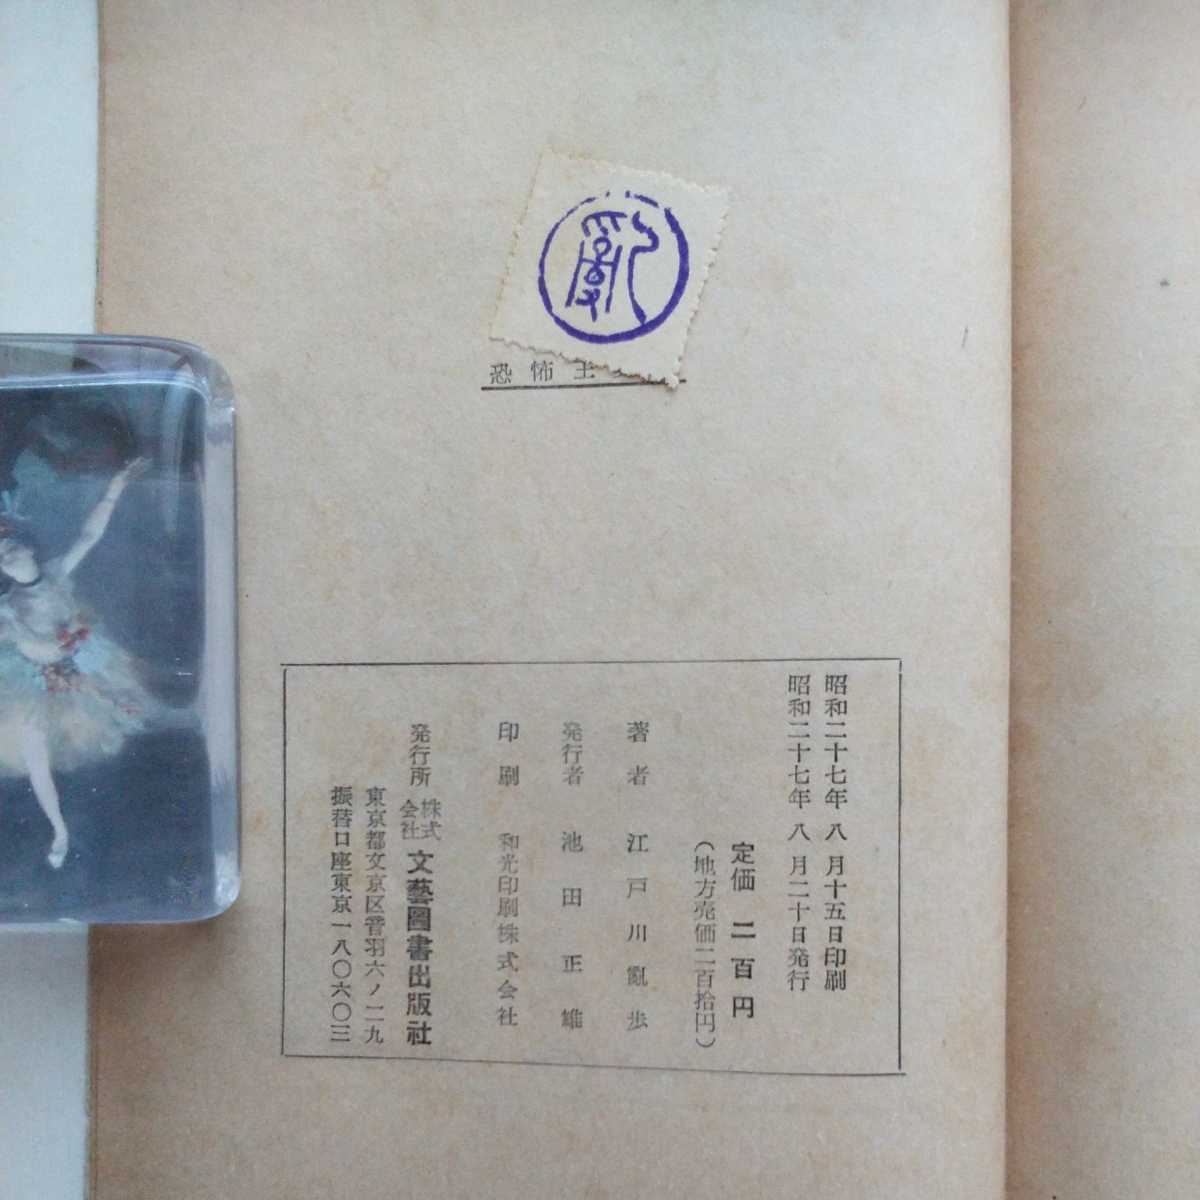 亂
恐怖王
昭和二十七年八月十五日印刷
昭和二十七年八月二十日発行
定価 二百円
(地方売価二百拾円)
著者 江戸川亂歩
発行者 池田正雄
印刷 和光印刷株式会社
発行所 株式会社 文藝圖書出版社
東京都文京区音羽六ノ二九
振替口座東京一八〇六〇三